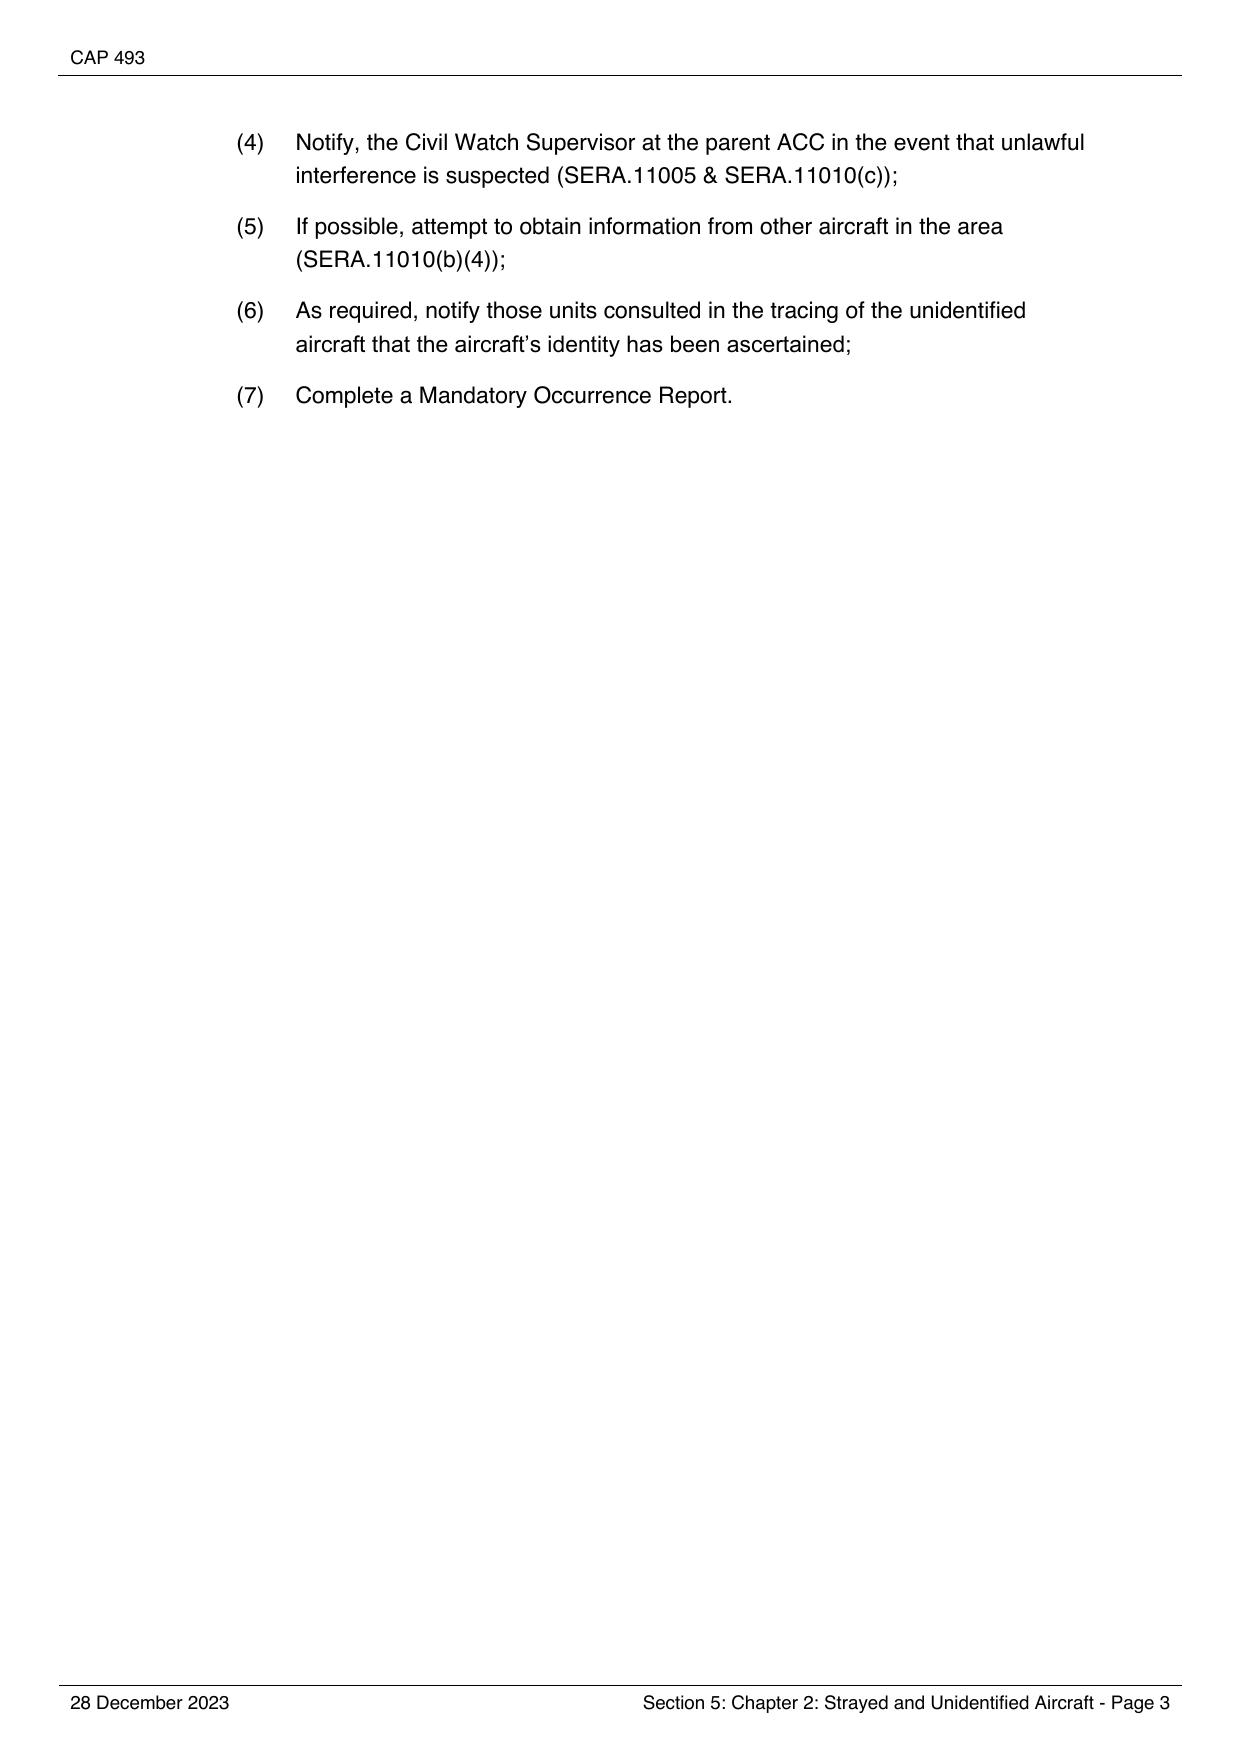 CAP 493
(4) Notify, the Civil Watch Supervisor at the parent ACC in the event that unlawful
interference is suspected (SERA.11005 & SERA.11010(c));
(5) If possible, attempt to obtain information from other aircraft in the area
(SERA.11010(b)(4));
(6) As required, notify those units consulted in the tracing of the unidentified
aircraft that the aircraft’s identity has been ascertained;
(7) Complete a Mandatory Occurrence Report.
28 December 2023 Section 5: Chapter 2: Strayed and Unidentified Aircraft - Page 3